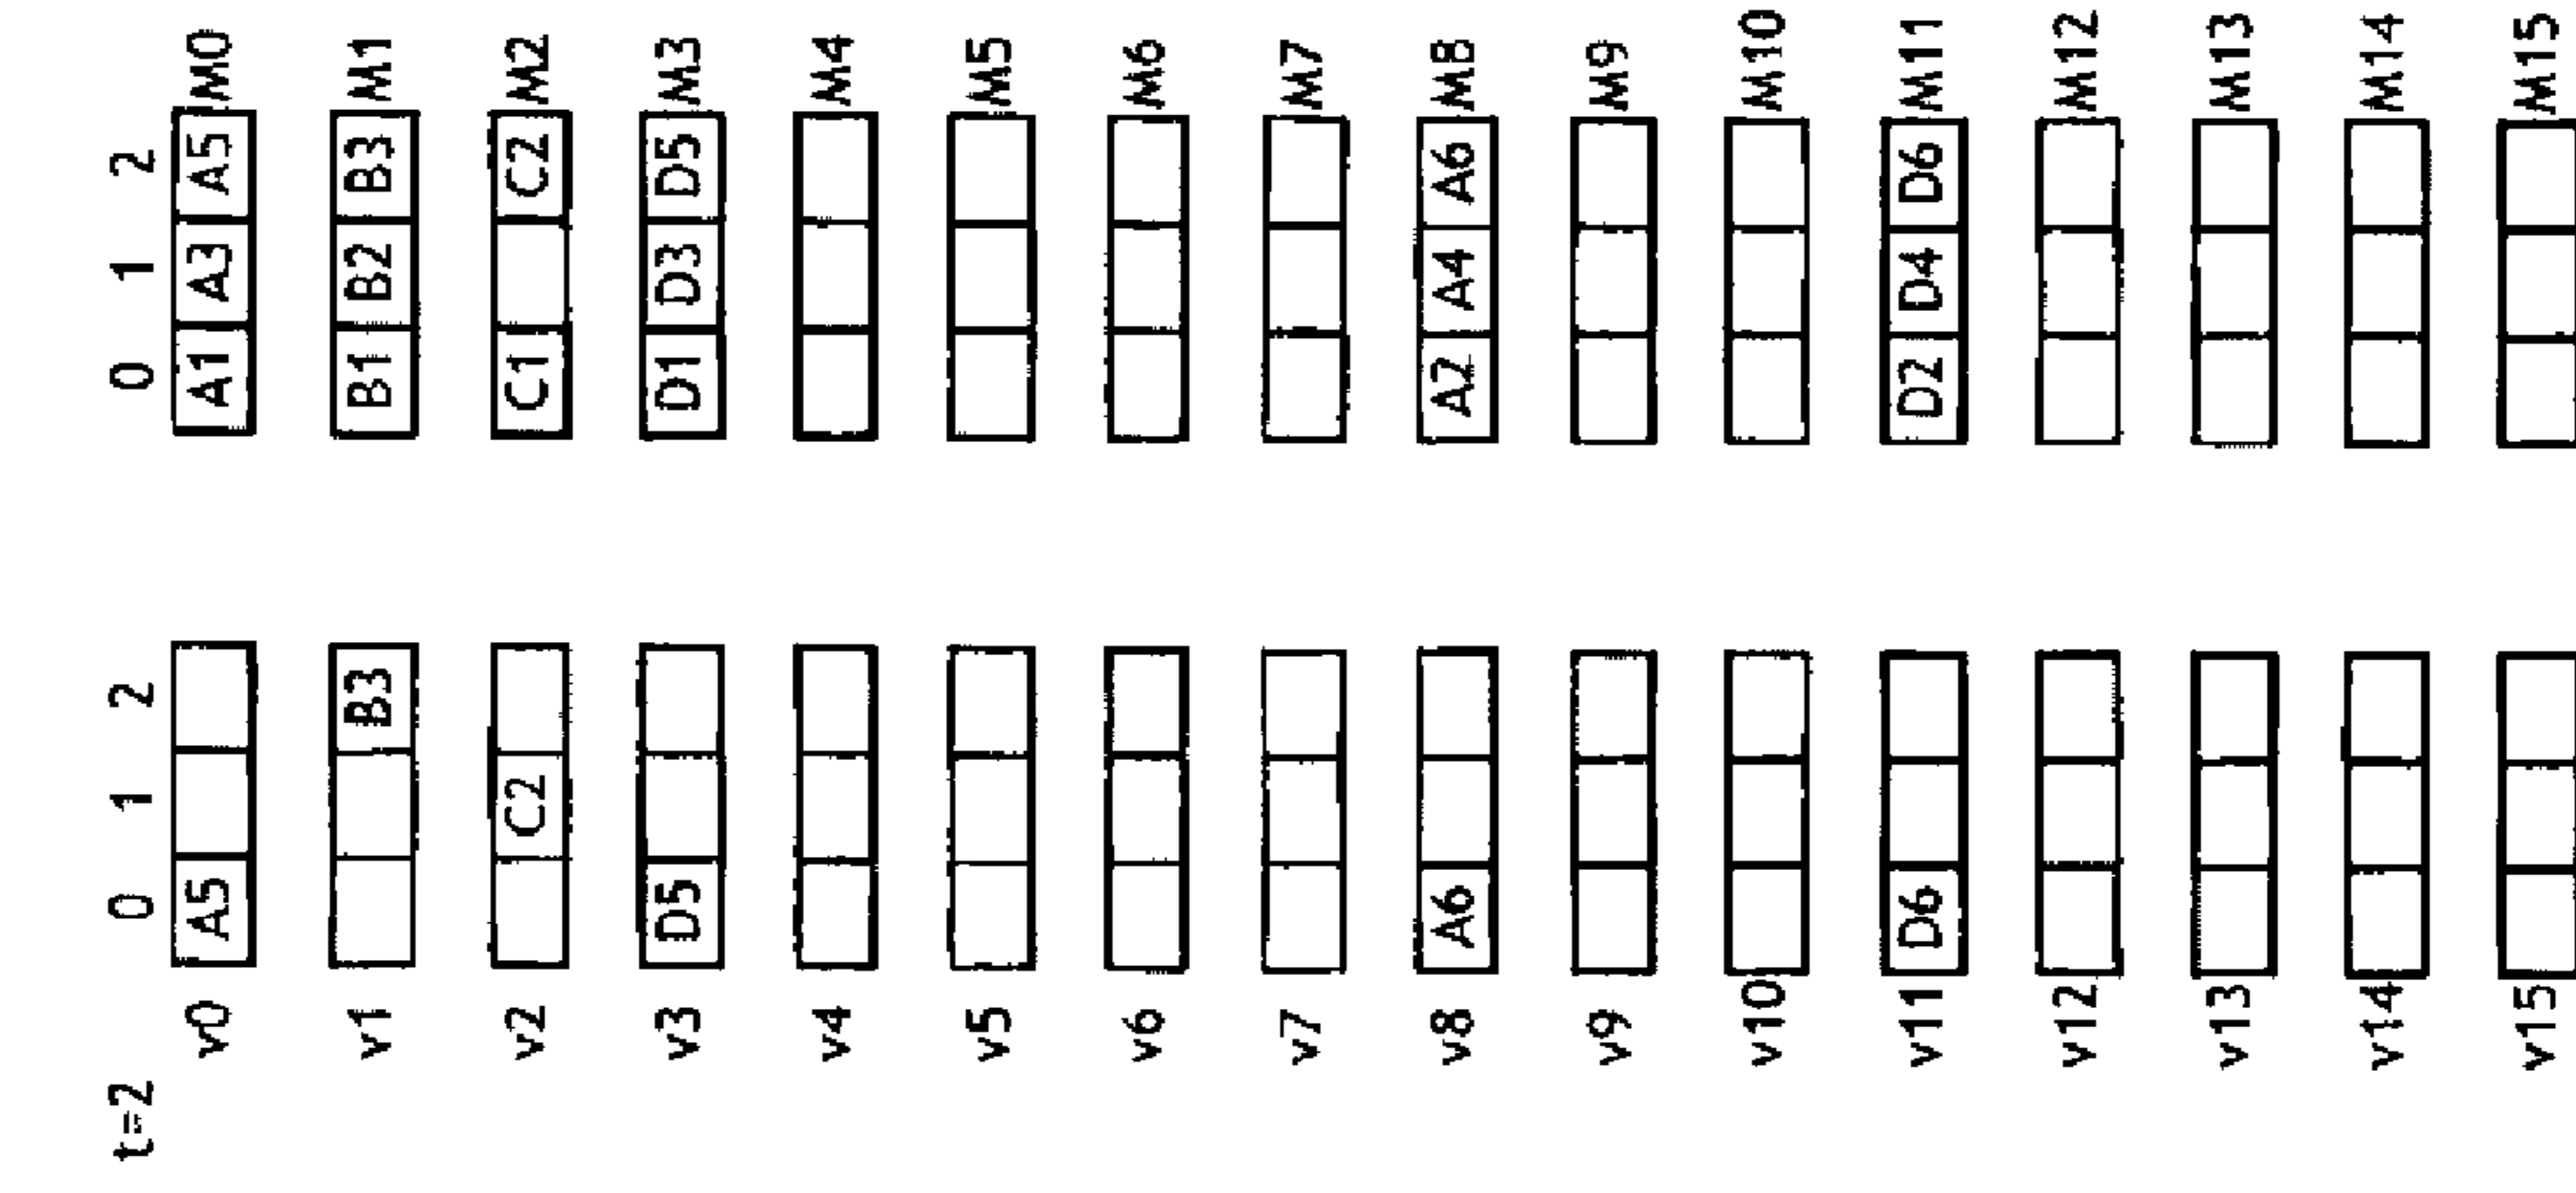 t=2 0 1 2 0 1 2
v0 A5 A1 A3 A5 M0
v1 B3 B1 B2 B3 M1
v2 C2 C1 C2 M2
v3 D5 D1 D3 D5 M3
v4 M4
v5 M5
v6 M6
v7 M7
v8 A6 A2 A4 A6 M8
v9 M9
v10 M10
v11 D6 D2 D4 D6 M11
v12 M12
v13 M13
v14 M14
v15 M15